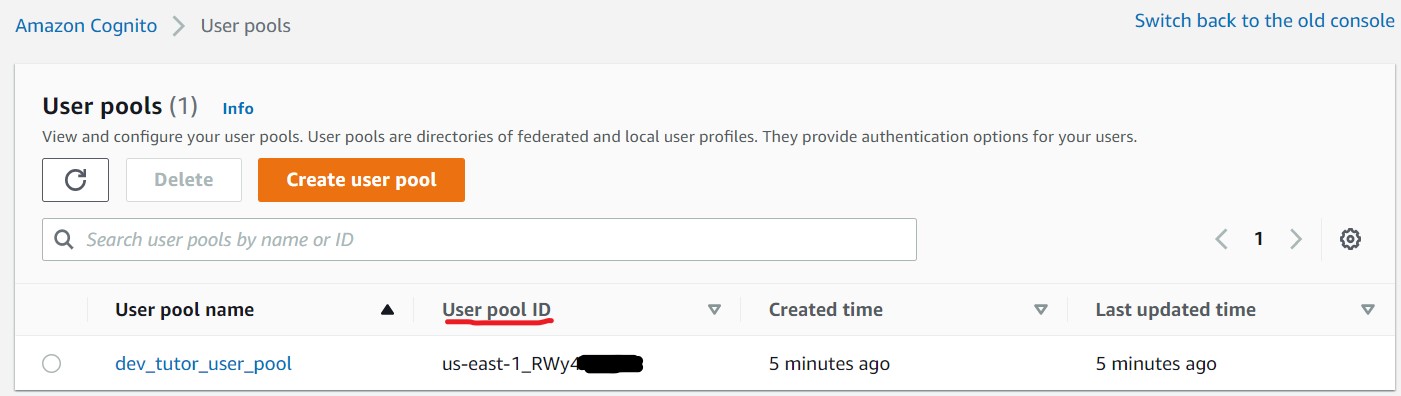 Amazon Cognito > User pools
Switch back to the old console
User pools (1) Info
View and configure your user pools. User pools are directories of federated and local user profiles. They provide authentication options for your users.
Delete Create user pool
Search user pools by name or ID
1
User pool name User pool ID Created time Last updated time
dev_tutor_user_pool us-east-1_RWy4 5 minutes ago 5 minutes ago